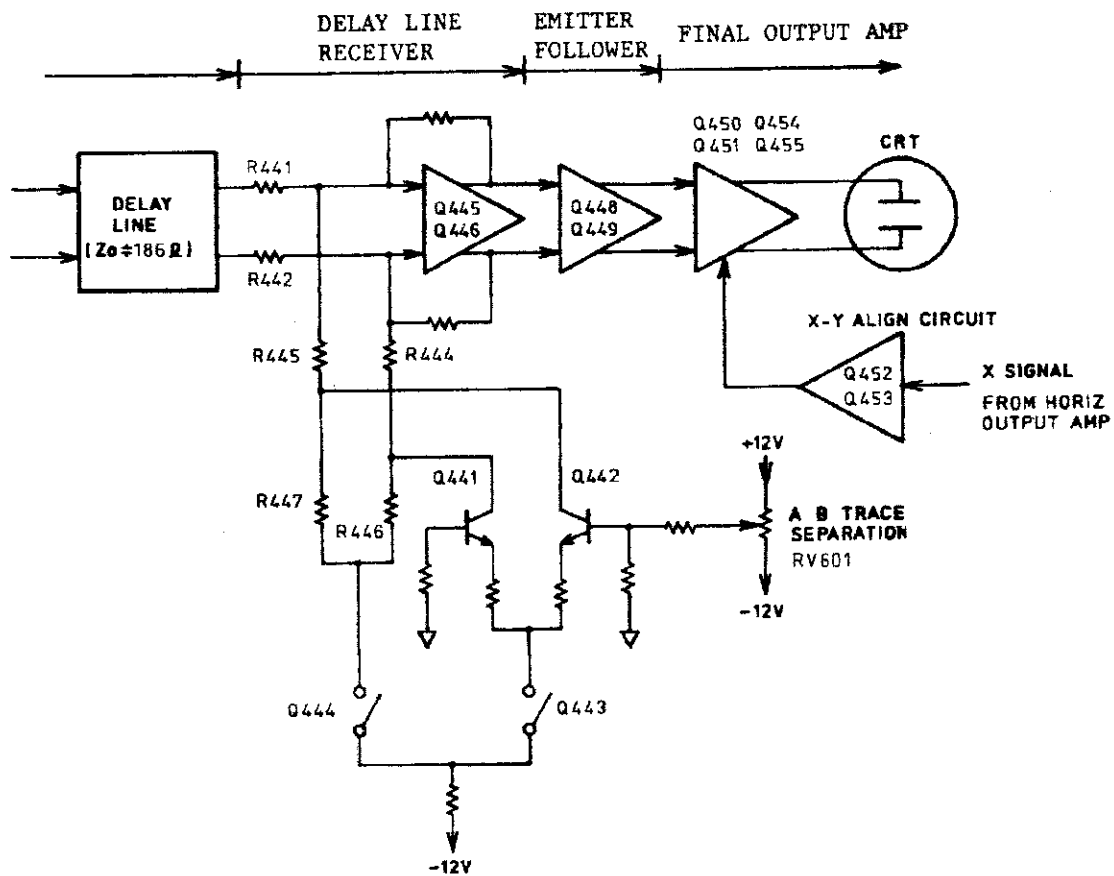 DELAY LINE
RECEIVER
EMITTER
FOLLOWER
FINAL OUTPUT AMP
Q450 Q454
Q451 Q455
CRT
R441
DELAY
LINE
(Zo≑186Ω)
Q445
Q446
Q448
Q449
R442
X-Y ALIGN CIRCUIT
R445
R444
Q452
Q453
X SIGNAL
FROM HORIZ
OUTPUT AMP
+12V
Q441
Q442
R447
R446
A B TRACE
SEPARATION
RV601
-12V
Q444
Q443
-12V